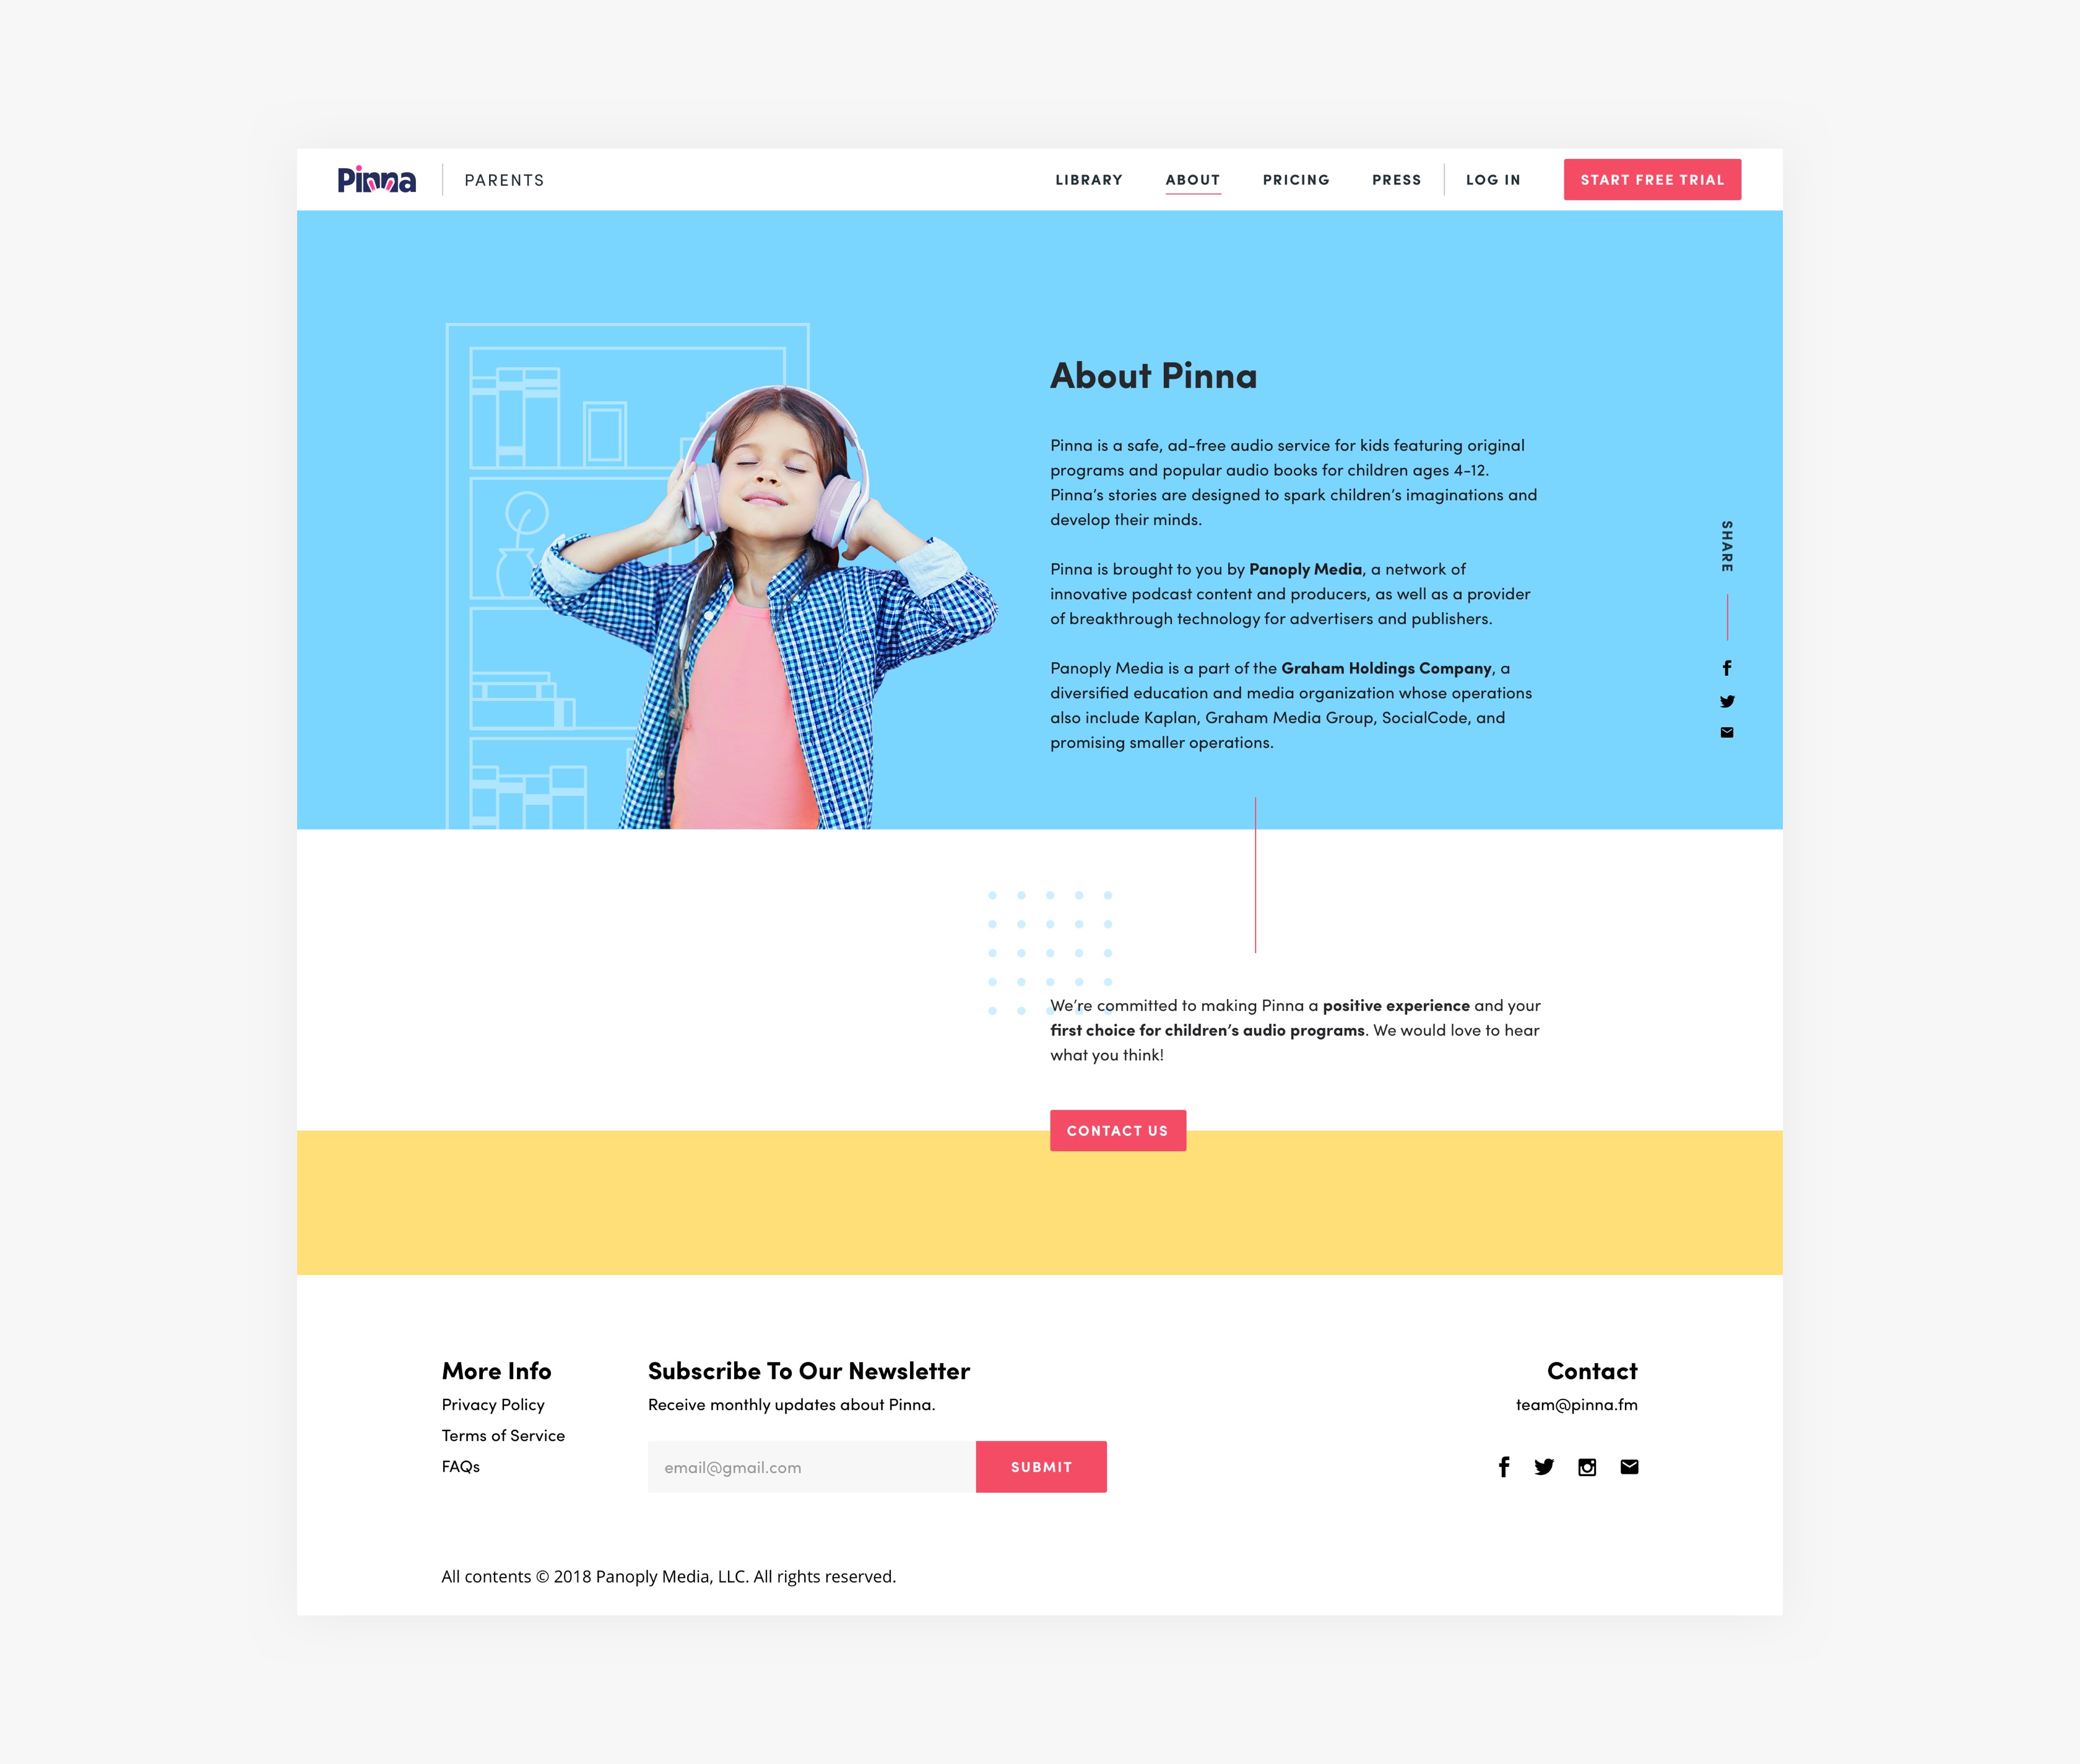 Pinna
PARENTS
LIBRARY
ABOUT
PRICING
PRESS
LOG IN
START FREE TRIAL
About Pinna
Pinna is a safe, ad-free audio service for kids featuring original
programs and popular audio books for children ages 4-12.
Pinna’s stories are designed to spark children’s imaginations and
develop their minds.
Pinna is brought to you by Panoply Media, a network of
innovative podcast content and producers, as well as a provider
of breakthrough technology for advertisers and publishers.
Panoply Media is a part of the Graham Holdings Company, a
diversified education and media organization whose operations
also include Kaplan, Graham Media Group, SocialCode, and
promising smaller operations.
SHARE
We’re committed to making Pinna a positive experience and your
first choice for children’s audio programs. We would love to hear
what you think!
CONTACT US
More Info
Privacy Policy
Terms of Service
FAQs
Subscribe To Our Newsletter
Receive monthly updates about Pinna.
email@gmail.com
SUBMIT
Contact
team@pinna.fm
All contents © 2018 Panoply Media, LLC. All rights reserved.